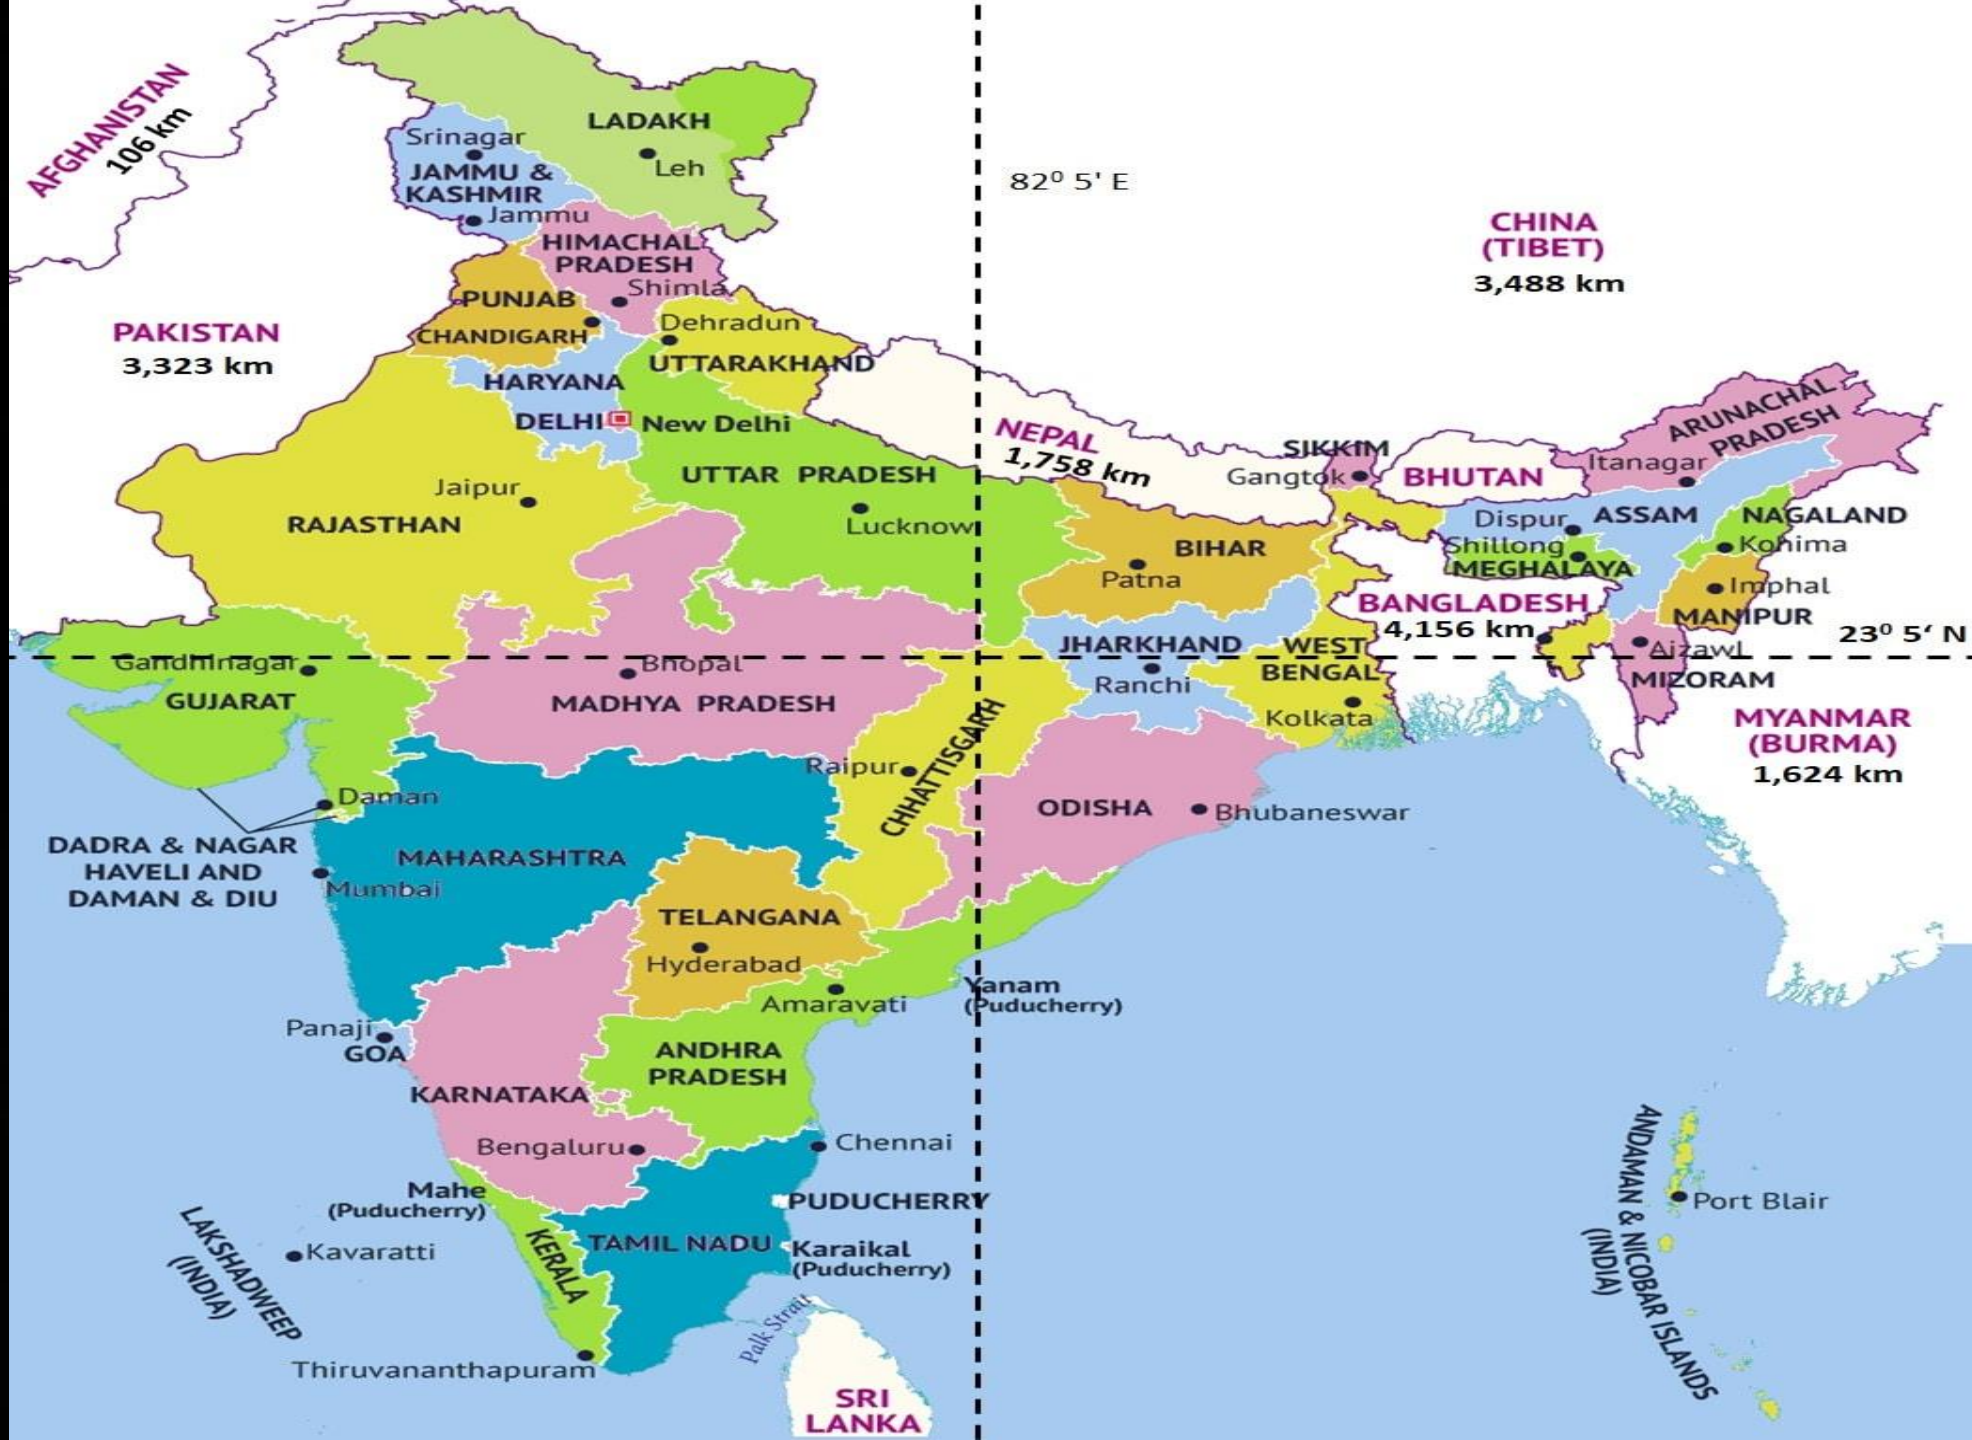 AFGHANISTAN
106 km
LADAKH
Leh
Srinagar
JAMMU &
KASHMIR
Jammu
82⁰ 5' E
CHINA
(TIBET)
3,488 km
HIMACHAL
PRADESH
Shimla
PUNJAB
CHANDIGARH
Dehradun
UTTARAKHAND
PAKISTAN
3,323 km
HARYANA
DELHI
New Delhi
NEPAL
1,758 km
SIKKIM
Gangtok
BHUTAN
ARUNACHAL
PRADESH
Itanagar
UTTAR PRADESH
Lucknow
Jaipur
RAJASTHAN
BIHAR
Patna
Dispur
ASSAM
NAGALAND
Kohima
Shillong
MEGHALAYA
Imphal
MANIPUR
BANGLADESH
4,156 km
23⁰ 5‘ N
JHARKHAND
Ranchi
WEST
BENGAL
Kolkata
Aizawl
MIZORAM
MYANMAR
(BURMA)
1,624 km
Gandhinagar
GUJARAT
Bhopal
MADHYA PRADESH
Raipur
CHHATTISGARH
ODISHA
Bhubaneswar
Daman
DADRA & NAGAR
HAVELI AND
DAMAN & DIU
MAHARASHTRA
Mumbai
TELANGANA
Hyderabad
Amaravati
Yanam
(Puducherry)
Panaji
GOA
ANDHRA
PRADESH
KARNATAKA
Bengaluru
Chennai
Mahe
(Puducherry)
PUDUCHERRY
KERALA
TAMIL NADU
Karaikal
(Puducherry)
LAKSHADWEEP
(INDIA)
Kavaratti
Thiruvananthapuram
Palk Strait
SRI
LANKA
ANDAMAN & NICOBAR ISLANDS
(INDIA)
Port Blair